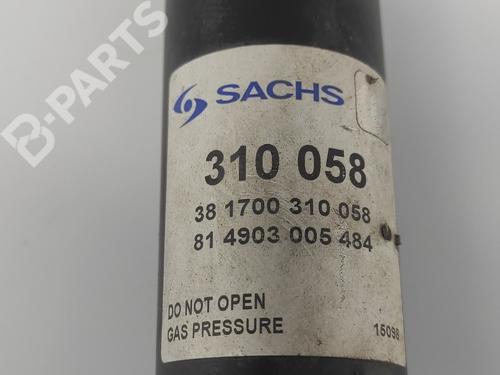 B-PARTS
SACHS
310 058
38 1700 310 058
81 4903 005 484
DO NOT OPEN
GAS PRESSURE
15098